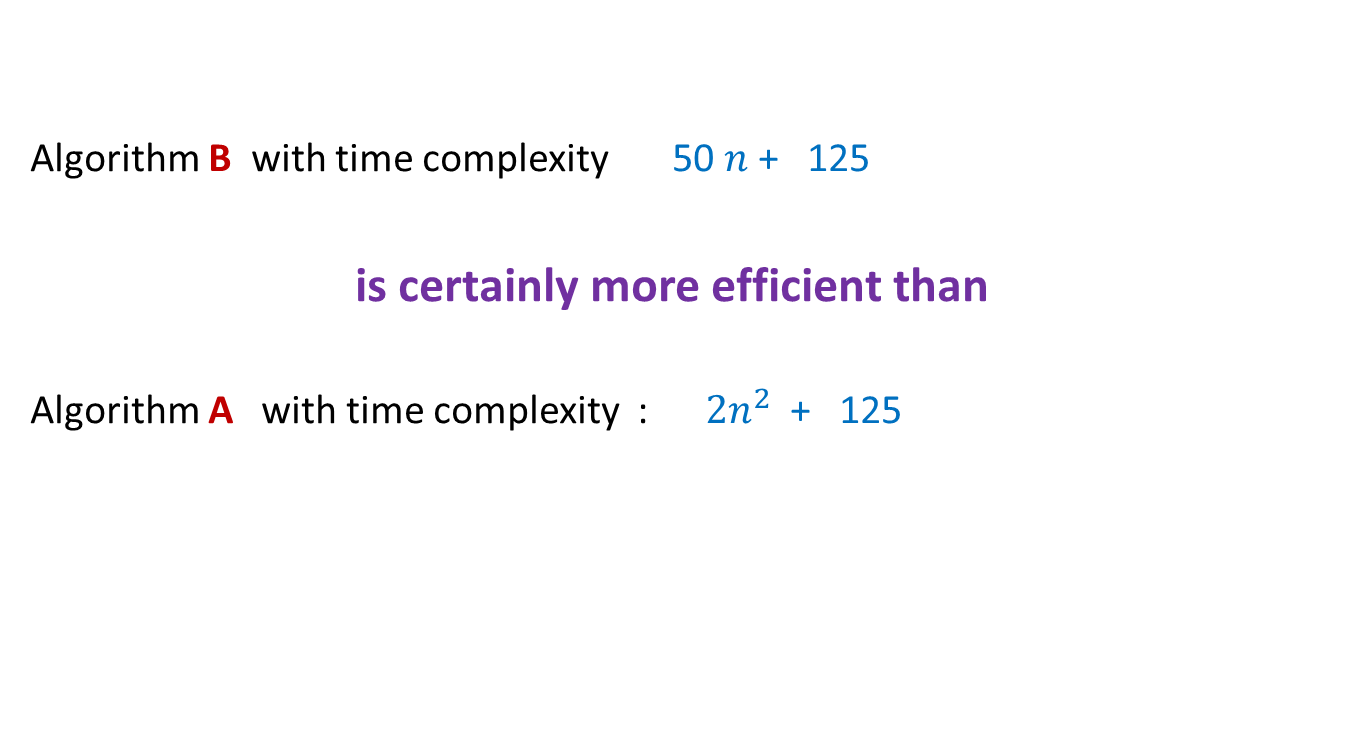 Algorithm B with time complexity 50 𝑛 + 125
is certainly more efficient than
Algorithm A with time complexity : 2𝑛² + 125